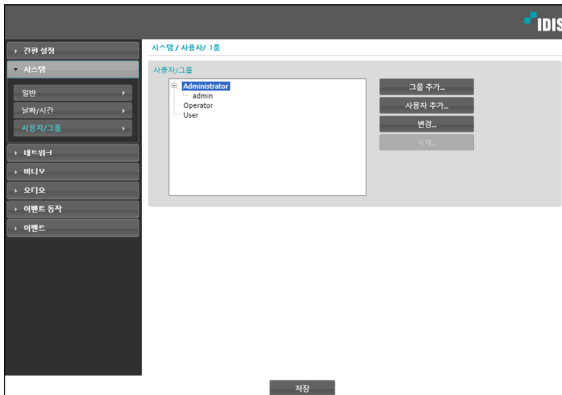 IDIS
간편 설정
시스템
일반
날짜/시간
사용자/그룹
네트워크
비디오
오디오
이벤트 동작
이벤트
시스템 / 사용자/그룹
사용자/그룹
Administrator
admin
Operator
User
그룹 추가...
사용자 추가...
변경...
삭제...
저장